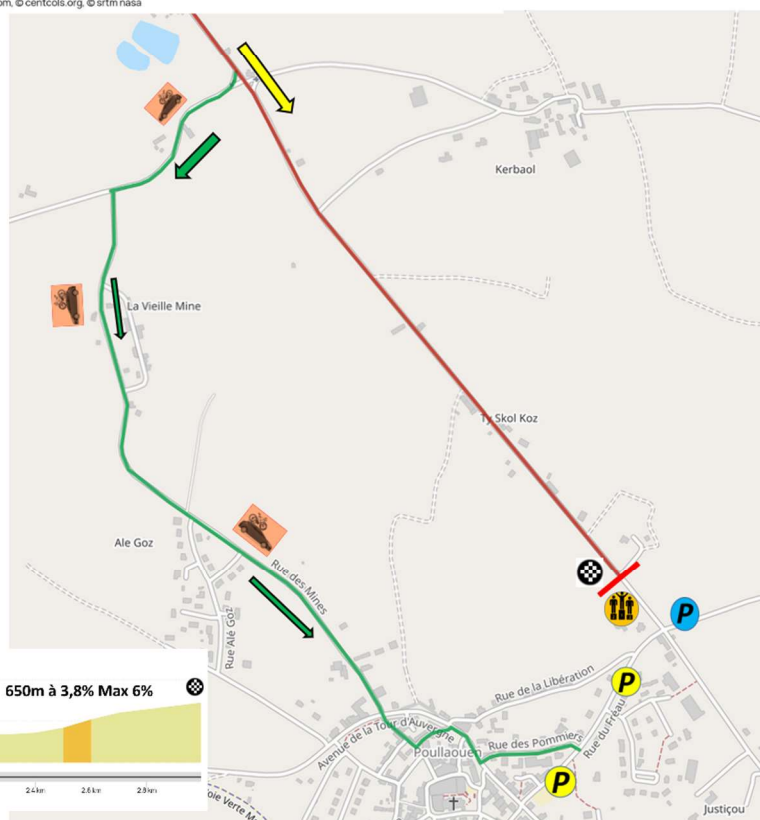 om, © centcols.org, © srtm nasa
Kerbaol
La Vieille Mine
Ty Skol Koz
Ale Goz
Rue des Mines
Rue Alé Goz
P
Rue de la Libération
P
650m à 3,8% Max 6%
Avenue de la Tour d'Auvergne
Rue des Pommiers
Rue du Fréau
Poullaouen
P
2.4 km
2.6 km
2.8 km
oie Verte M
Justiçou